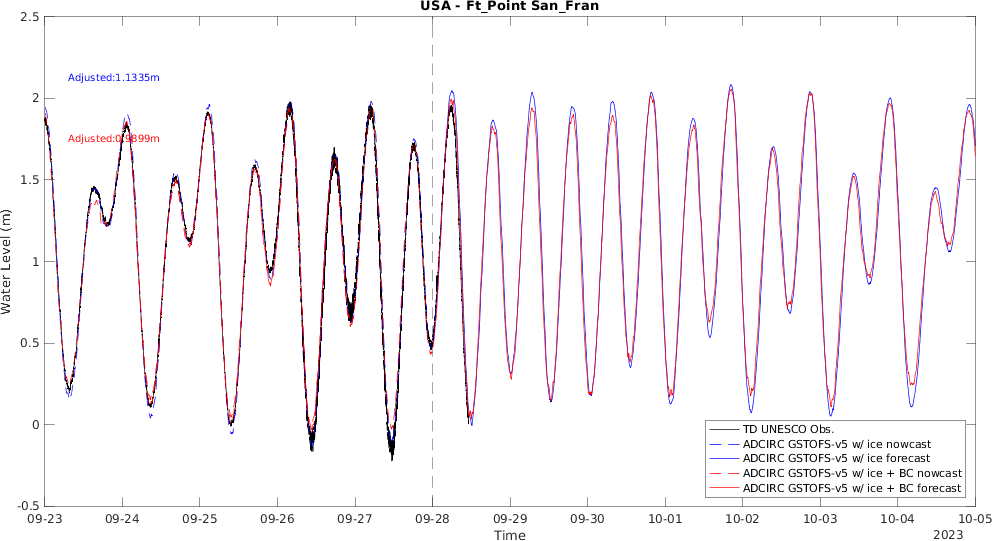 USA - Ft_Point San_Fran
2.5
2
1.5
1
0.5
0
-0.5
Water Level (m)
Adjusted:1.1335m
Adjusted:0.9899m
TD UNESCO Obs.
ADCIRC GSTOFS-v5 w/ ice nowcast
ADCIRC GSTOFS-v5 w/ ice forecast
ADCIRC GSTOFS-v5 w/ ice + BC nowcast
ADCIRC GSTOFS-v5 w/ ice + BC forecast
09-23 09-24 09-25 09-26 09-27 09-28 09-29 09-30 10-01 10-02 10-03 10-04 10-05
Time
2023